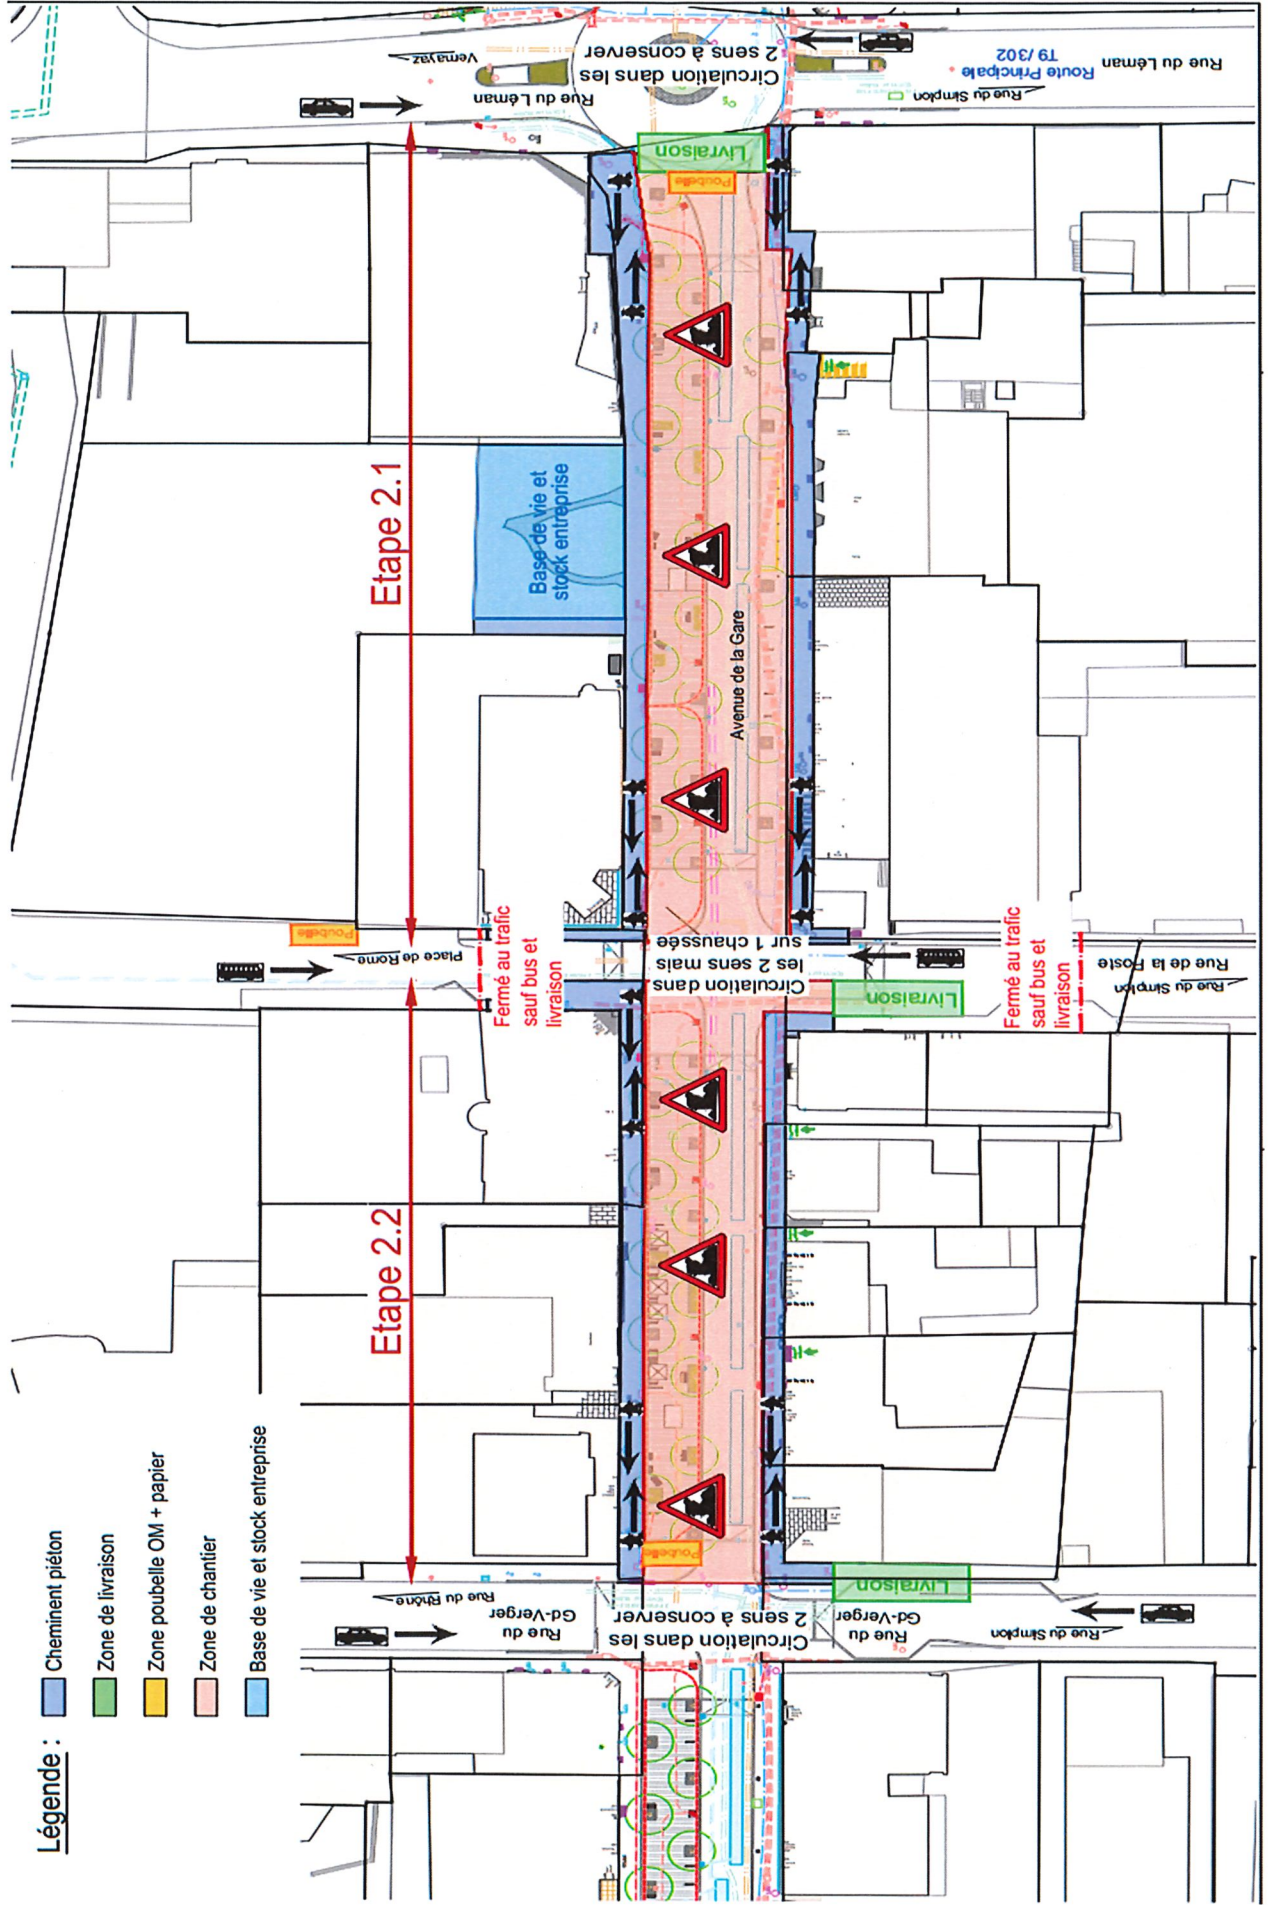 Légende :
Cheminent piéton
Zone de livraison
Zone poubelle OM + papier
Zone de chantier
Base de vie et stock entreprise
Etape 2.2
Etape 2.1
Rue du Rhône
Rue du
Gd-Verger
Circulation dans les
2 sens à conserver
Rue du
Gd-Verger
Rue du Simplon
Poubelle
Livraison
Poubelle
Place de Rome
Fermé au trafic
sauf bus et
livraison
Circulation dans
les 2 sens mais
sur 1 chaussée
Livraison
Fermé au trafic
sauf bus et
livraison
Rue de la Poste
Rue du Simplon
Base de vie et
stock entreprise
Avenue de la Gare
Poubelle
Livraison
Vernayaz
Rue du Léman
Circulation dans les
2 sens à conserver
Rue du Simplon
Route Principale
T9 / 302
Rue du Léman